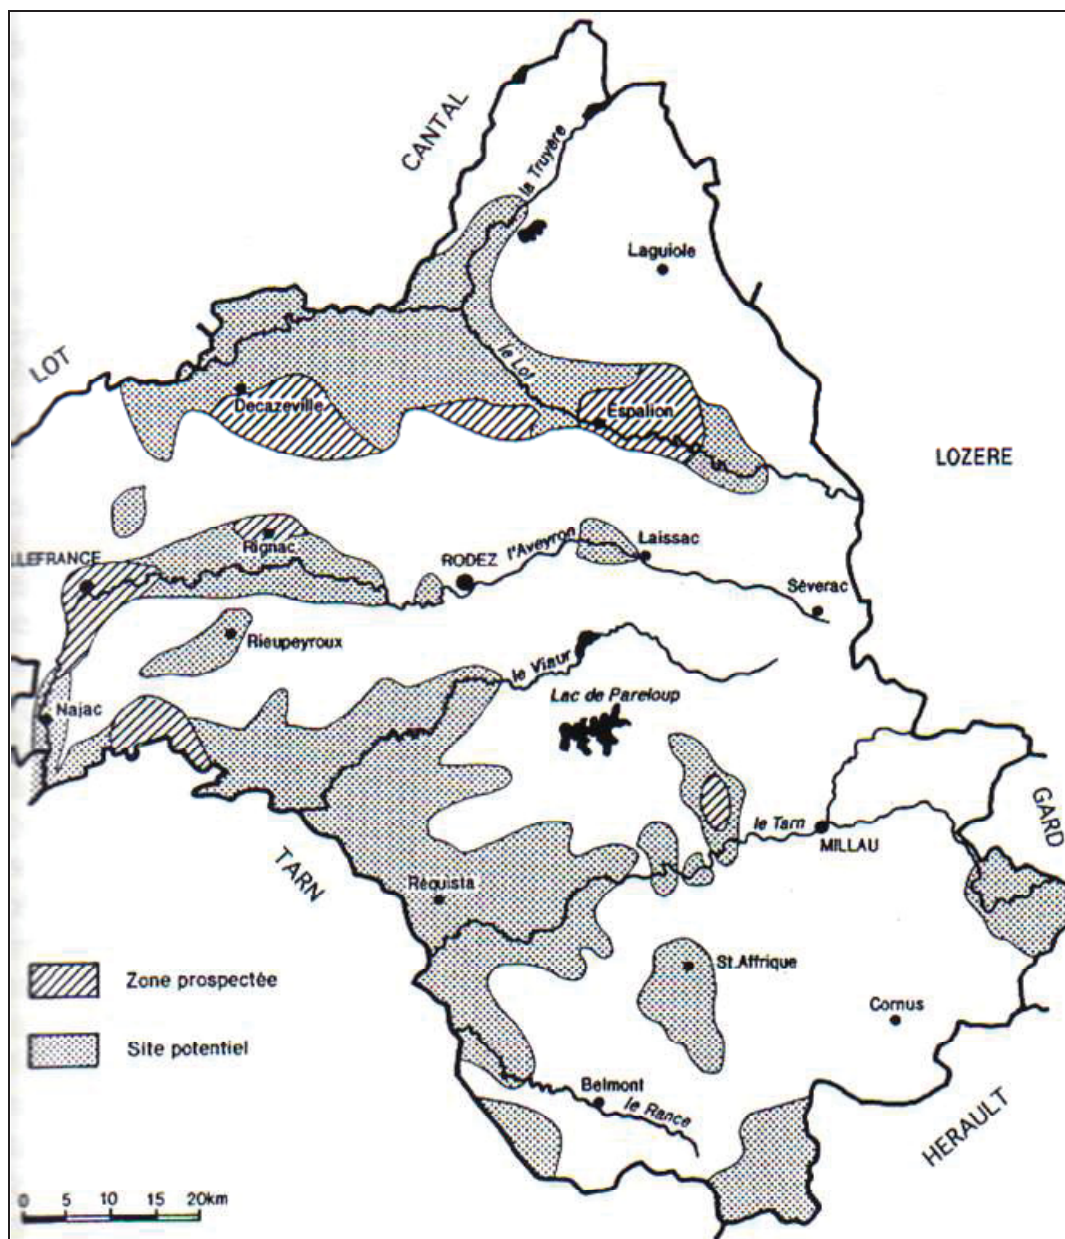 CANTAL
la Truyère
Laguiole
LOT
le Lot
Decazeville
Espalion
LOZERE
Rignac
l'Aveyron
Laissac
LLEFRANCE
RODEZ
Séverac
Rieupeyroux
le Viaur
Lac de Pareloup
Najac
GARD
le Tarn
MILLAU
TARN
Réquista
St.Affrique
Zone prospectée
Cornus
Site potentiel
Belmont
le Rance
HERAULT
0 5 10 15 20km